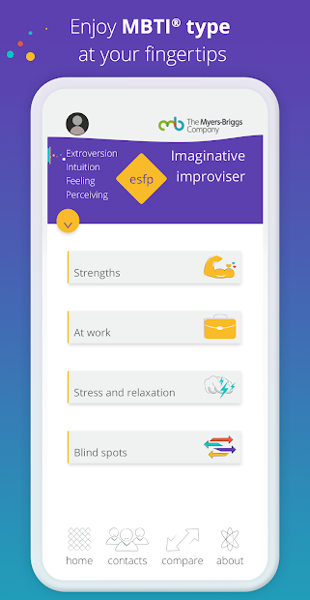 Enjoy MBTI® type
at your fingertips
The Myers-Briggs
Company
Extroversion
Intuition
Feeling
Perceiving
esfp
Imaginative
improviser
Strengths
At work
Stress and relaxation
Blind spots
home contacts compare about